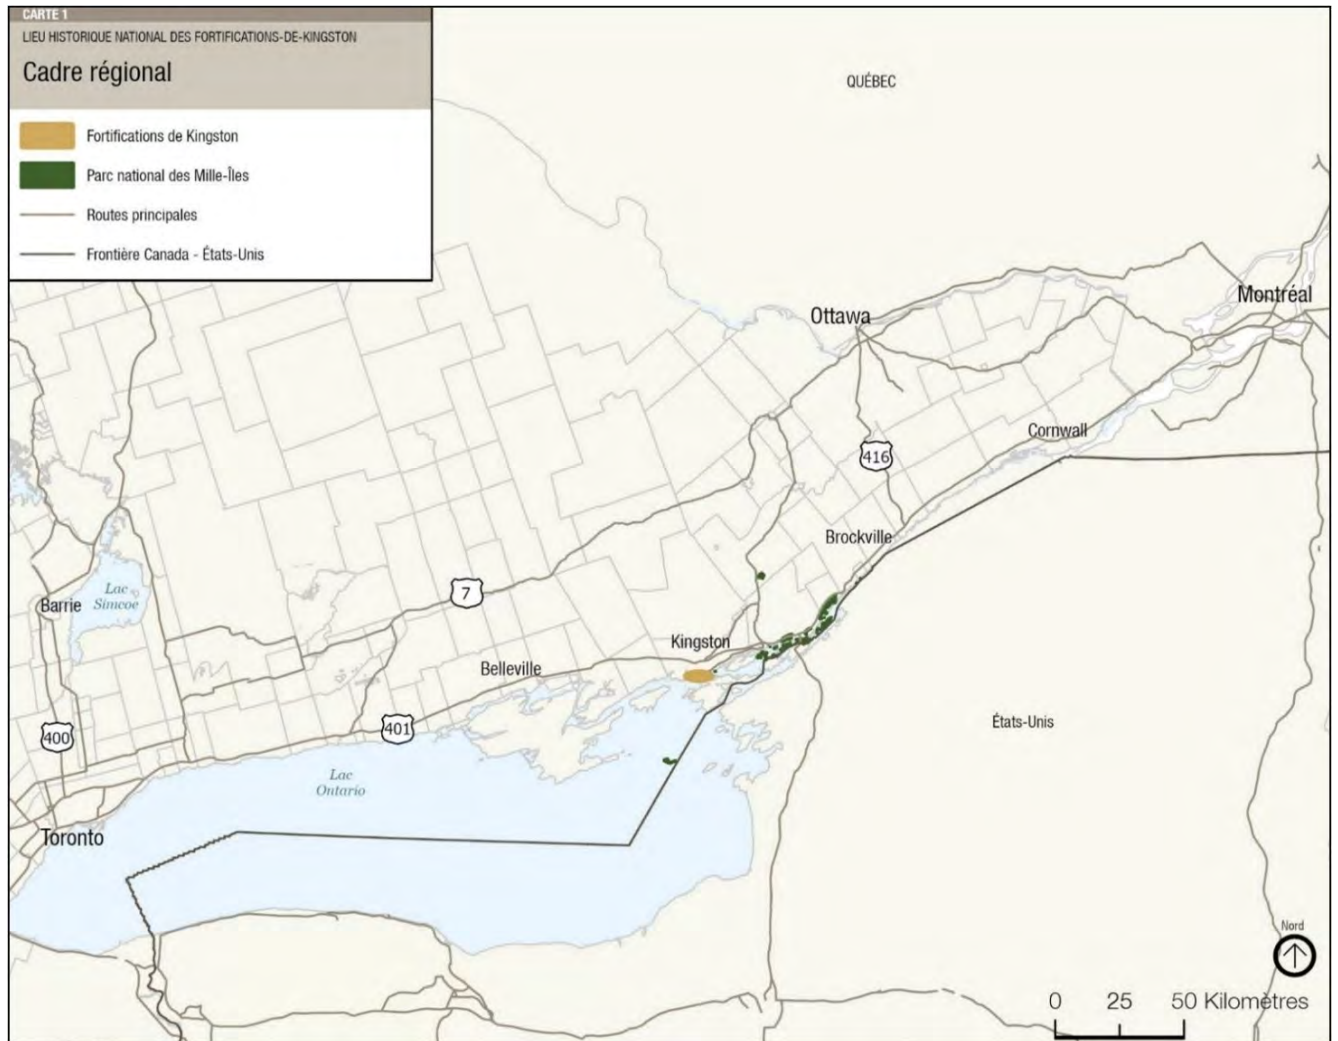 CARTE 1
LIEU HISTORIQUE NATIONAL DES FORTIFICATIONS-DE-KINGSTON
Cadre régional
Fortifications de Kingston
Parc national des Mille-Îles
Routes principales
Frontière Canada - États-Unis
QUÉBEC
Montréal
Ottawa
Cornwall
416
Brockville
7
Barrie
Lac
Simcoe
Kingston
Belleville
400
401
États-Unis
Lac
Ontario
Toronto
Nord
0 25 50 Kilomètres